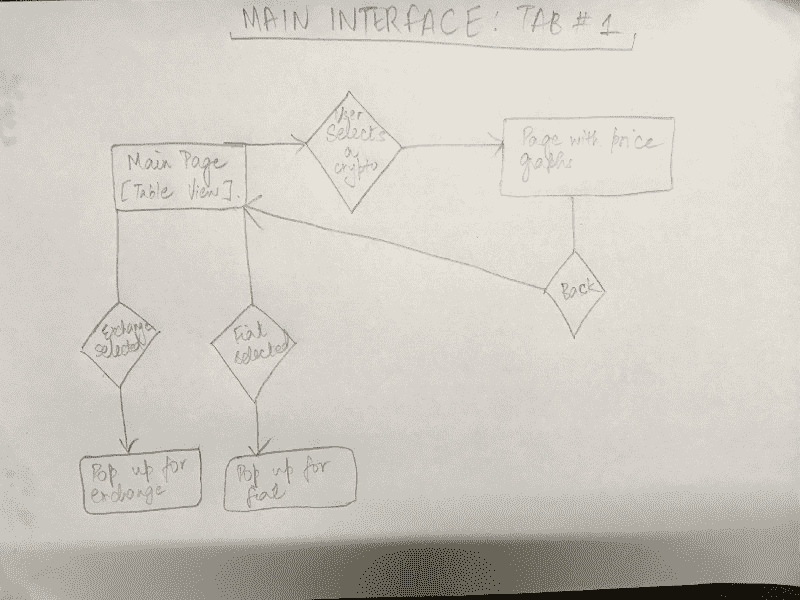 MAIN INTERFACE: TAB # 1
User
Selects
a
crypto
Page with price
graphs
Main Page
[Table View].
Back
Exchange
selected
Fiat
selected
Pop up for
exchange
Pop up for
fiat